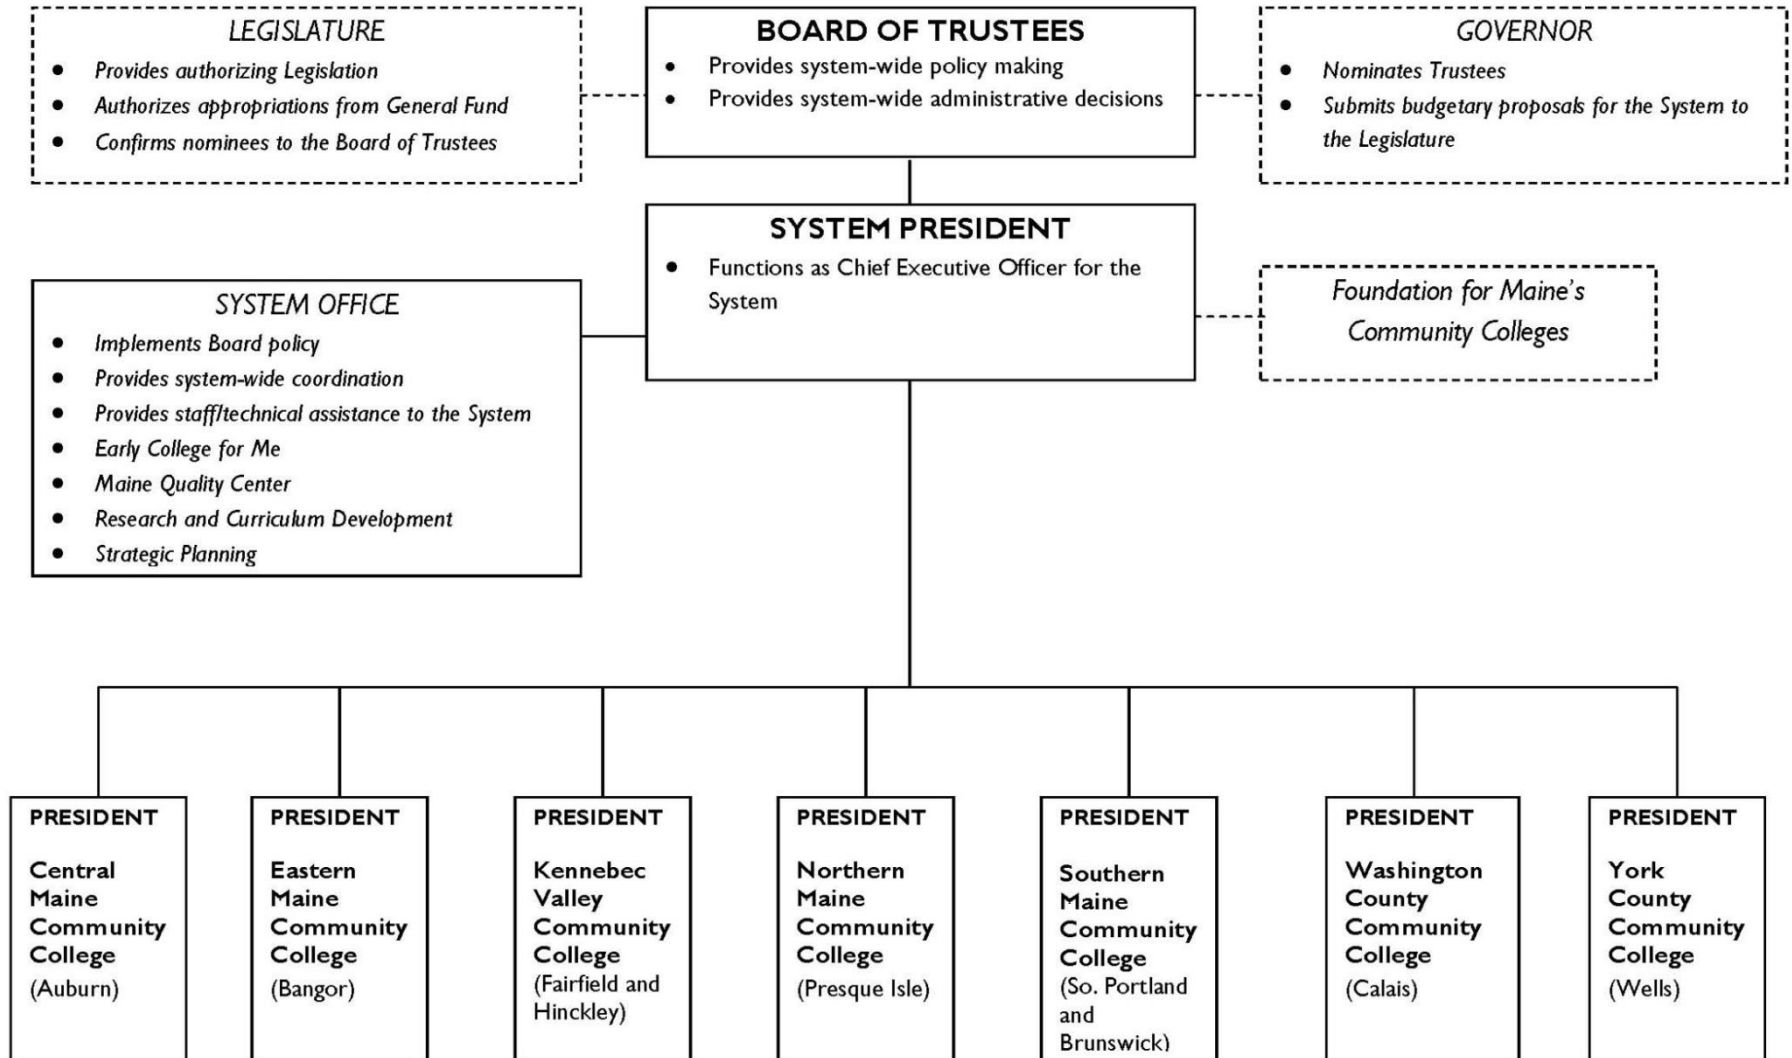 LEGISLATURE
• Provides authorizing Legislation
• Authorizes appropriations from General Fund
• Confirms nominees to the Board of Trustees
BOARD OF TRUSTEES
• Provides system-wide policy making
• Provides system-wide administrative decisions
GOVERNOR
• Nominates Trustees
• Submits budgetary proposals for the System to
the Legislature
SYSTEM PRESIDENT
• Functions as Chief Executive Officer for the
System
SYSTEM OFFICE
• Implements Board policy
• Provides system-wide coordination
• Provides staff/technical assistance to the System
• Early College for Me
• Maine Quality Center
• Research and Curriculum Development
• Strategic Planning
Foundation for Maine's
Community Colleges
PRESIDENT
Central
Maine
Community
College
(Auburn)
PRESIDENT
Eastern
Maine
Community
College
(Bangor)
PRESIDENT
Kennebec
Valley
Community
College
(Fairfield and
Hinckley)
PRESIDENT
Northern
Maine
Community
College
(Presque Isle)
PRESIDENT
Southern
Maine
Community
College
(So. Portland
and
Brunswick)
PRESIDENT
Washington
County
Community
College
(Calais)
PRESIDENT
York
County
Community
College
(Wells)